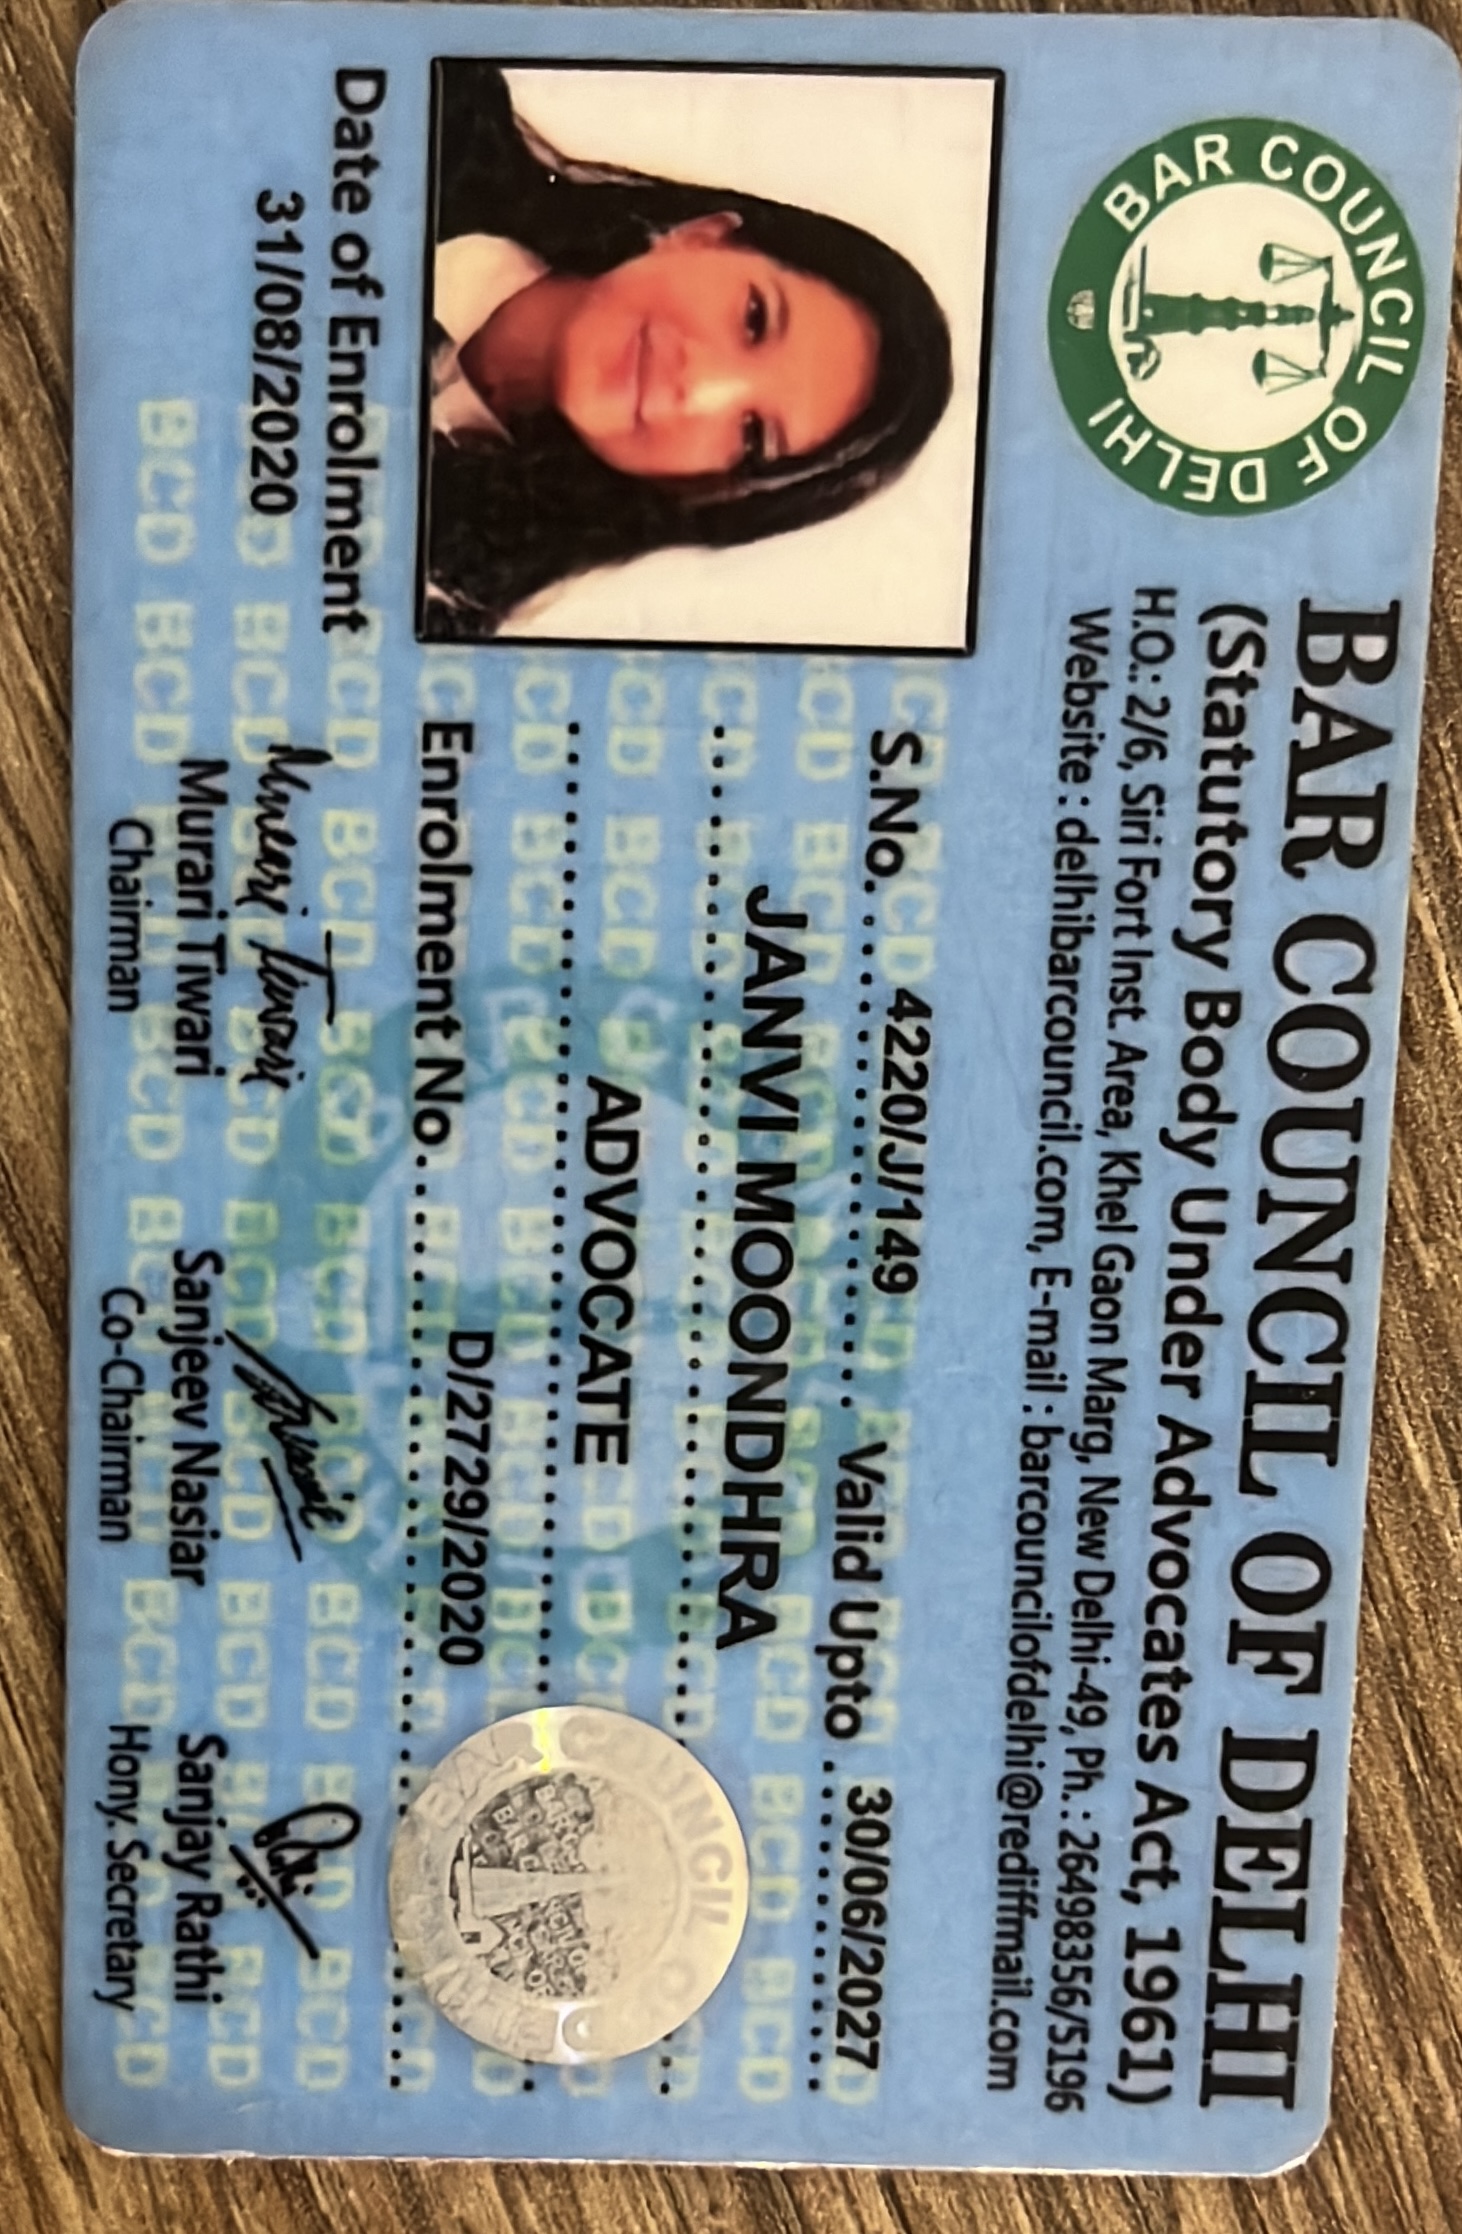 BAR COUNCIL OF DELHI
BAR COUNCIL OF DELHI
(Statutory Body Under Advocates Act, 1961)
H.O.: 2/6, Siri Fort Inst. Area, Khel Gaon Marg, New Delhi-49, Ph.: 26498356/5196
Website : delhibarcouncil.com, E-mail : barcouncilofdelhi@rediffmail.com
S.No. 4220/J/149 Valid Upto 30/06/2027
JANVI MOONDHRA
ADVOCATE
Enrolment No. D/2729/2020
Date of Enrolment
31/08/2020
Murari Tiwari
Chairman
Sanjeev Nasiar
Co-Chairman
Sanjay Rathi
Hony. Secretary